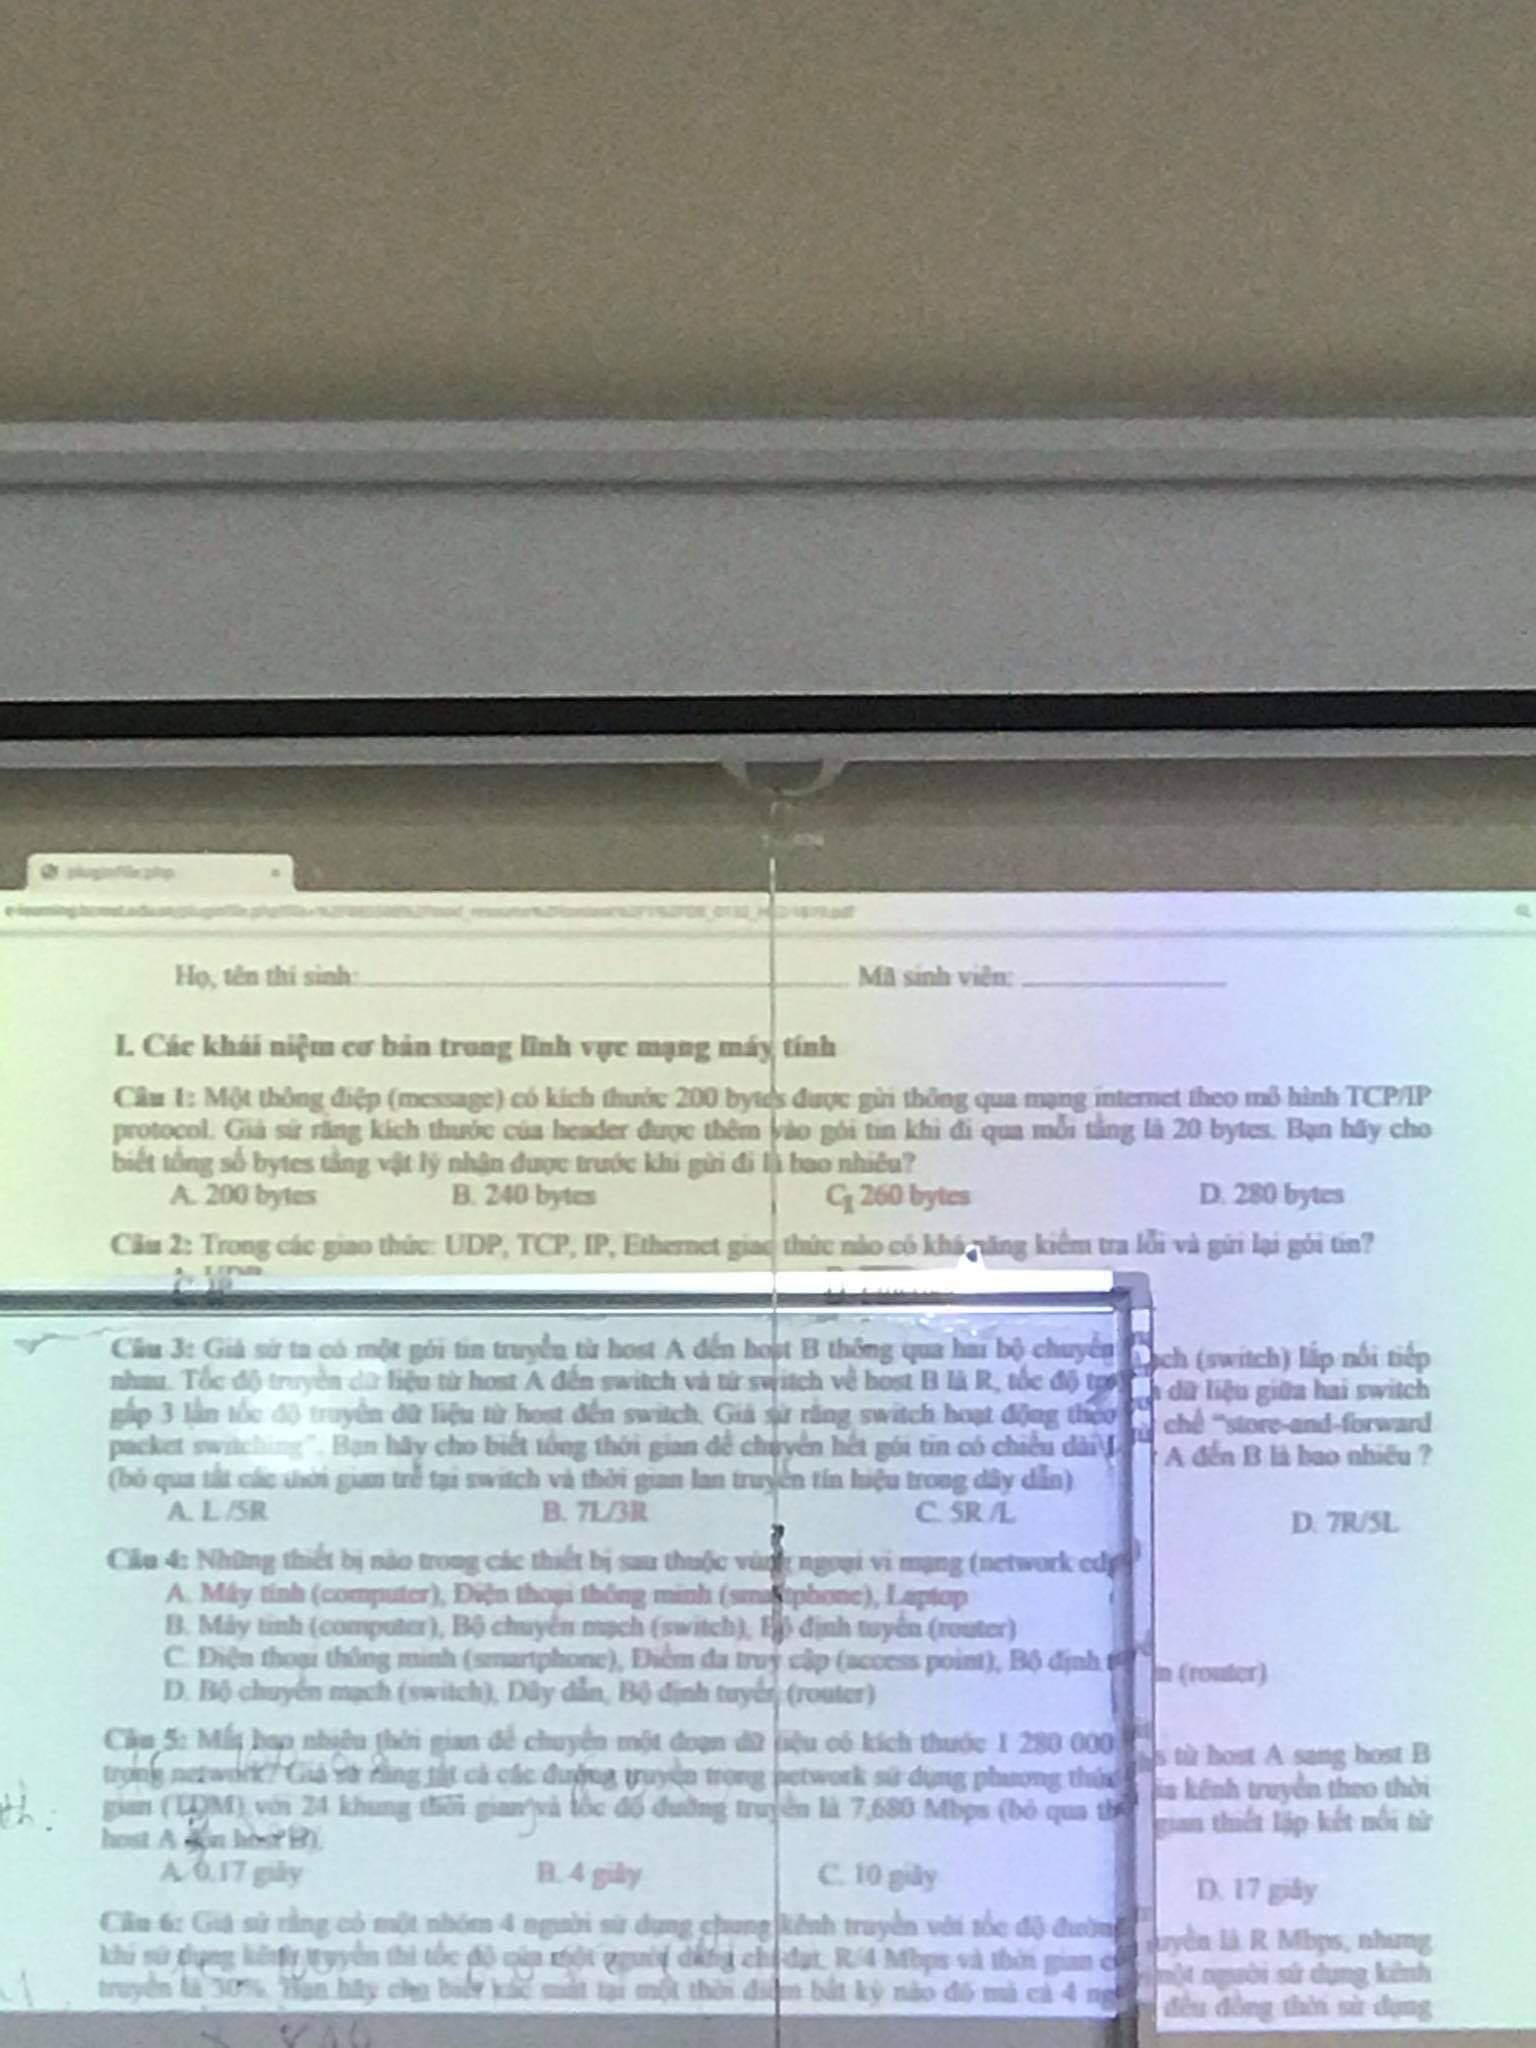 pluginfile.php
Họ, tên thí sinh: Mã sinh viên:
I. Các khái niệm cơ bản trong lĩnh vực mạng máy tính
Câu 1: Một thông điệp (message) có kích thước 200 bytes được gửi thông qua mạng internet theo mô hình TCP/IP
protocol. Giả sử rằng kích thước của header được thêm vào gói tin khi đi qua mỗi tầng là 20 bytes. Bạn hãy cho
biết tổng số bytes tầng vật lý nhận được trước khi gửi đi là bao nhiêu?
A. 200 bytes B. 240 bytes C. 260 bytes D. 280 bytes
Câu 2: Trong các giao thức: UDP, TCP, IP, Ethernet giao thức nào có khả năng kiểm tra lỗi và gửi lại gói tin?
A. UDP
C. IP
Câu 3: Giả sử ta có một gói tin truyền từ host A đến host B thông qua hai bộ chuyển mạch (switch) lắp nối tiếp
nhau. Tốc độ truyền dữ liệu từ host A đến switch và từ switch về host B là R, tốc độ dữ liệu giữa hai switch
gấp 3 lần tốc độ truyền dữ liệu từ host đến switch. Giả sử rằng switch hoạt động theo chế "store-and-forward
packet switching". Bạn hãy cho biết tổng thời gian để chuyển hết gói tin có chiều dài L A đến B là bao nhiêu ?
(bỏ qua tất các thời gian trễ tại switch và thời gian lan truyền tín hiệu trong dây dẫn)
A. L /5R B. 7L/3R C. 5R /L D. 7R/5L
Câu 4: Những thiết bị nào trong các thiết bị sau thuộc vùng ngoại vi mạng (network edge
A. Máy tính (computer), Điện thoại thông minh (smartphone), Laptop
B. Máy tính (computer), Bộ chuyển mạch (switch), Bộ định tuyến (router)
C. Điện thoại thông minh (smartphone), Điểm đa truy cập (access point), Bộ định tuyến (router)
D. Bộ chuyển mạch (switch), Dây dẫn, Bộ định tuyến (router)
Câu 5: Mất bao nhiêu thời gian để chuyển một đoạn dữ liệu có kích thước 1 280 000 từ host A sang host B
trong network? Giả sử rằng tất cả các đường truyền trong network sử dụng phương thức kênh truyền theo thời
gian (TDM) với 24 khung thời gian và tốc độ đường truyền là 7,680 Mbps (bỏ qua gian thiết lập kết nối từ
host A đến host B).
A. 0.17 giây B. 4 giây C. 10 giây D. 17 giây
Câu 6: Giả sử rằng có một nhóm 4 người sử dụng chung kênh truyền với tốc độ đường truyền là R Mbps, nhưng
khi sử dụng kênh truyền thì tốc độ của một người dùng chỉ đạt R/4 Mbps và thời gian một người sử dụng kênh
truyền là 30%. Bạn hãy cho biết xác suất tại một thời điểm bất kỳ nào đó mà cả 4 đều đồng thời sử dụng